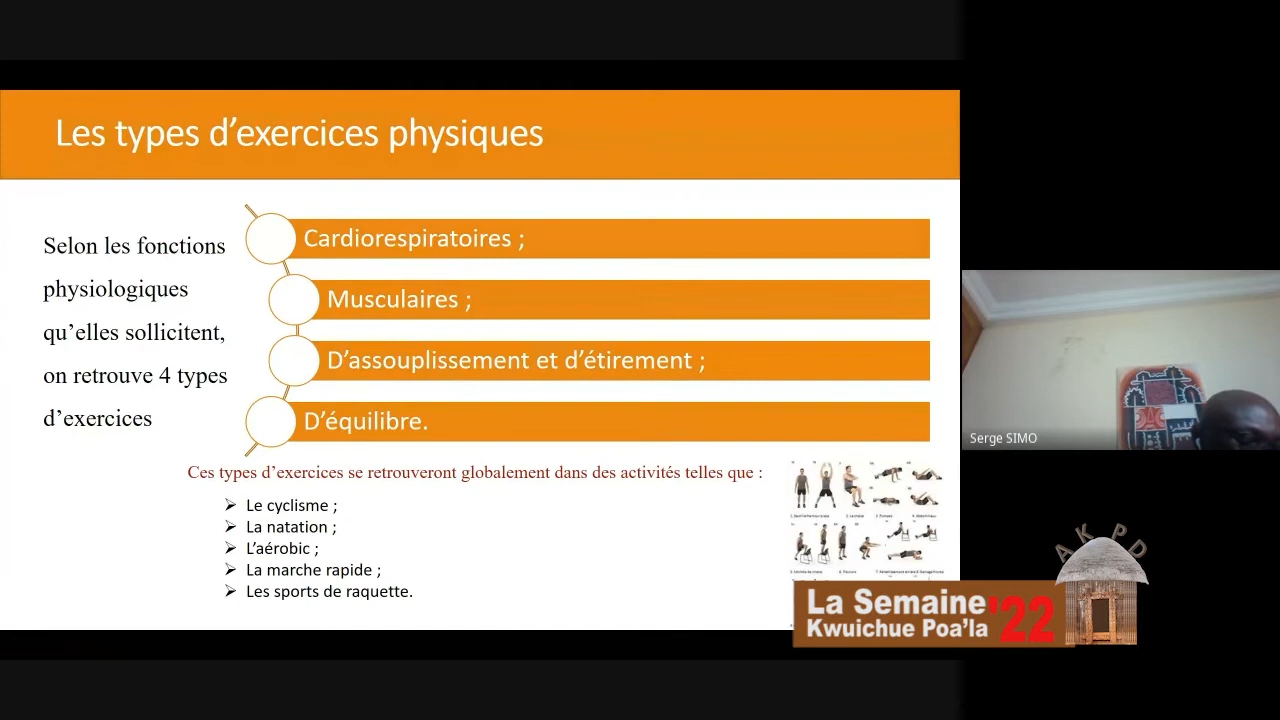 Les types d’exercices physiques
Selon les fonctions
physiologiques
qu’elles sollicitent,
on retrouve 4 types
d’exercices
Cardiorespiratoires ;
Musculaires ;
D’assouplissement et d’étirement ;
D’équilibre.
Ces types d’exercices se retrouveront globalement dans des activités telles que :
Le cyclisme ;
La natation ;
L’aérobic ;
La marche rapide ;
Les sports de raquette.
Serge SIMO
AKPD
La Semaine '22
Kwuichue Poa’la